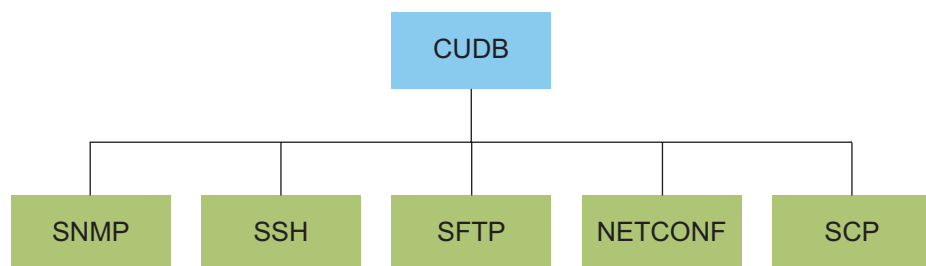 CUDB
SNMP
SSH
SFTP
NETCONF
SCP